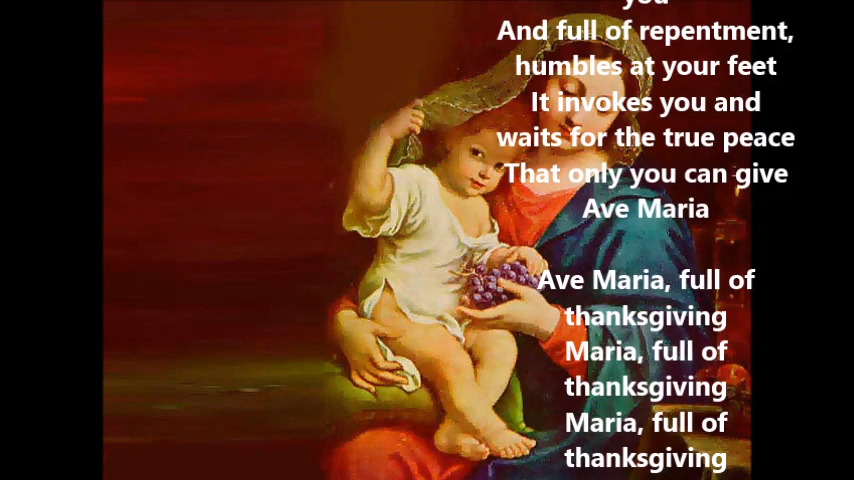 you
And full of repentment,
humbles at your feet
It invokes you and
waits for the true peace
That only you can give
Ave Maria
Ave Maria, full of
thanksgiving
Maria, full of
thanksgiving
Maria, full of
thanksgiving